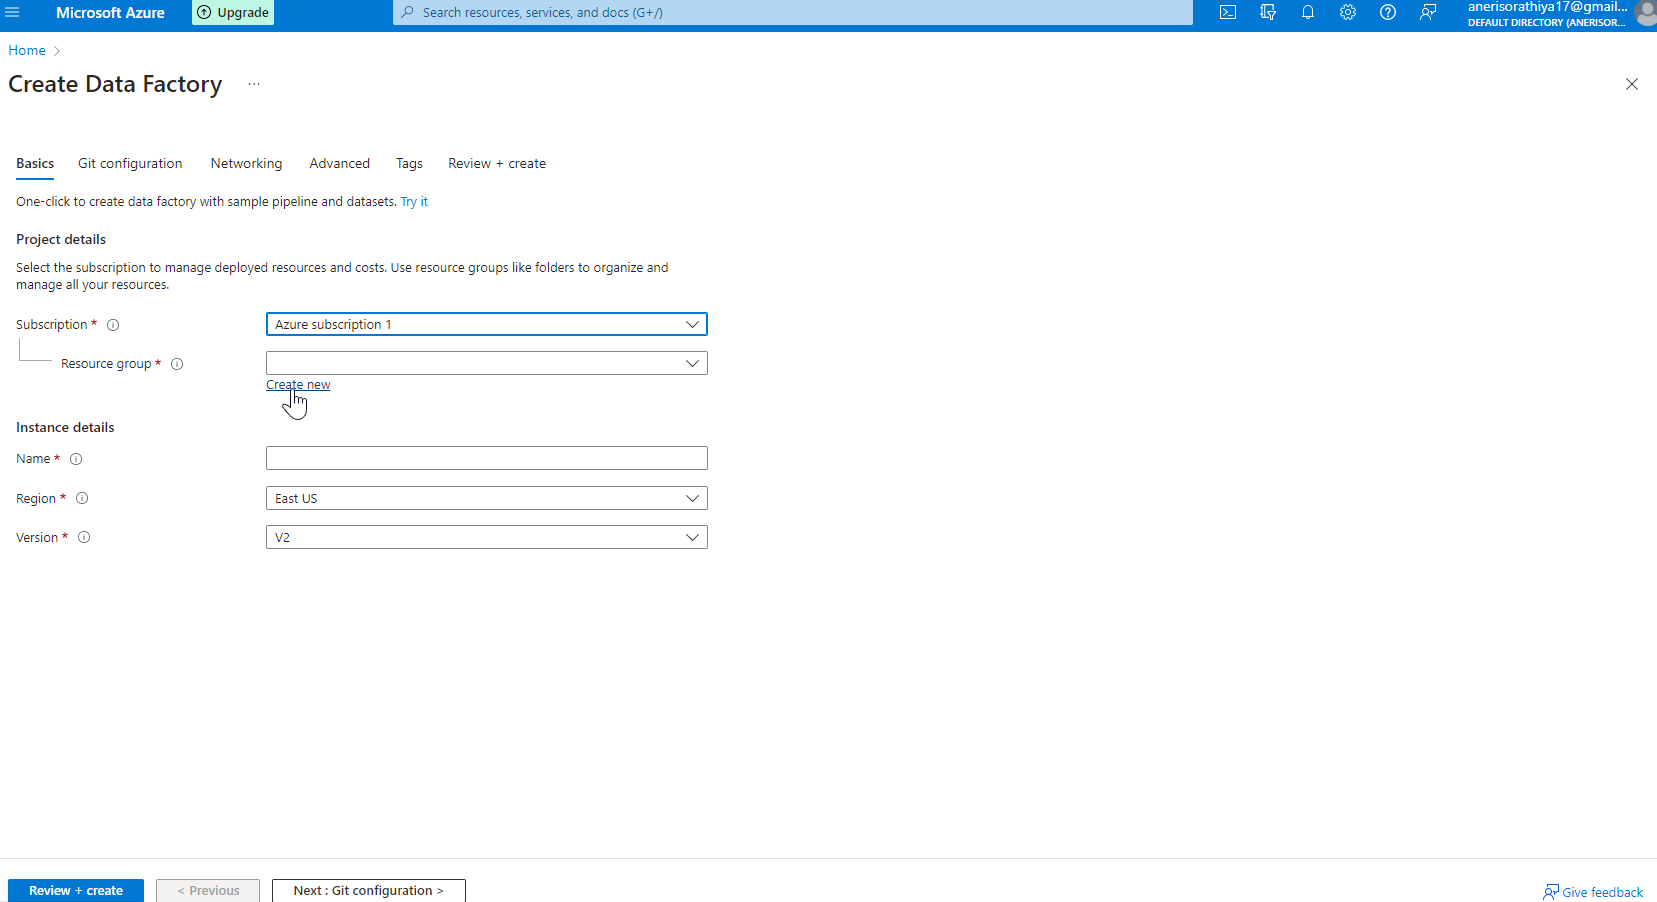 Microsoft Azure
Upgrade
Search resources, services, and docs (G+/)
anerisorathiya17@gmail...
DEFAULT DIRECTORY (ANERISOR...
Home
Create Data Factory
...
Basics Git configuration Networking Advanced Tags Review + create
One-click to create data factory with sample pipeline and datasets. Try it
Project details
Select the subscription to manage deployed resources and costs. Use resource groups like folders to organize and
manage all your resources.
Subscription * Azure subscription 1
Resource group *
Create new
Instance details
Name *
Region * East US
Version * V2
Review + create < Previous Next : Git configuration > Give feedback